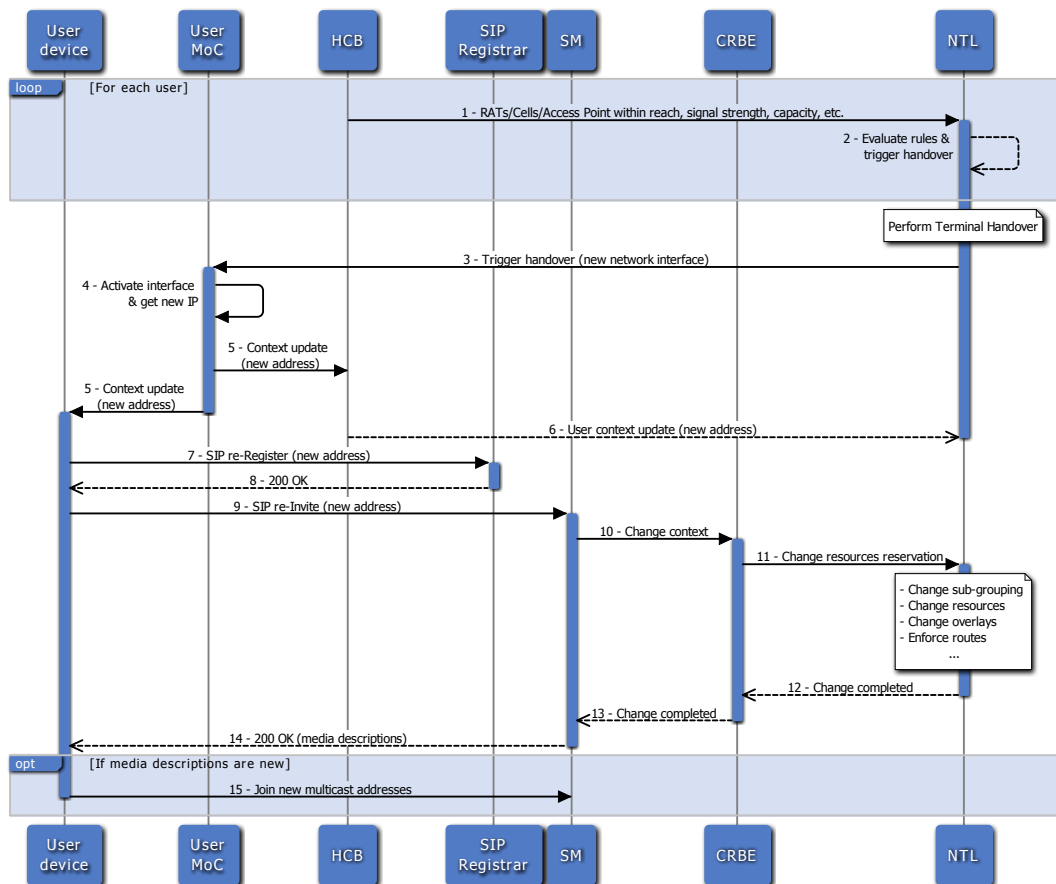 User
device
User
MoC
HCB
SIP
Registrar
SM
CRBE
NTL
loop
[For each user]
1 - RATs/Cells/Access Point within reach, signal strength, capacity, etc.
2 - Evaluate rules &
trigger handover
Perform Terminal Handover
3 - Trigger handover (new network interface)
4 - Activate interface
& get new IP
5 - Context update
(new address)
5 - Context update
(new address)
6 - User context update (new address)
7 - SIP re-Register (new address)
8 - 200 OK
9 - SIP re-Invite (new address)
10 - Change context
11 - Change resources reservation
- Change sub-grouping
- Change resources
- Change overlays
- Enforce routes
...
12 - Change completed
13 - Change completed
14 - 200 OK (media descriptions)
opt
[If media descriptions are new]
15 - Join new multicast addresses
User
device
User
MoC
HCB
SIP
Registrar
SM
CRBE
NTL